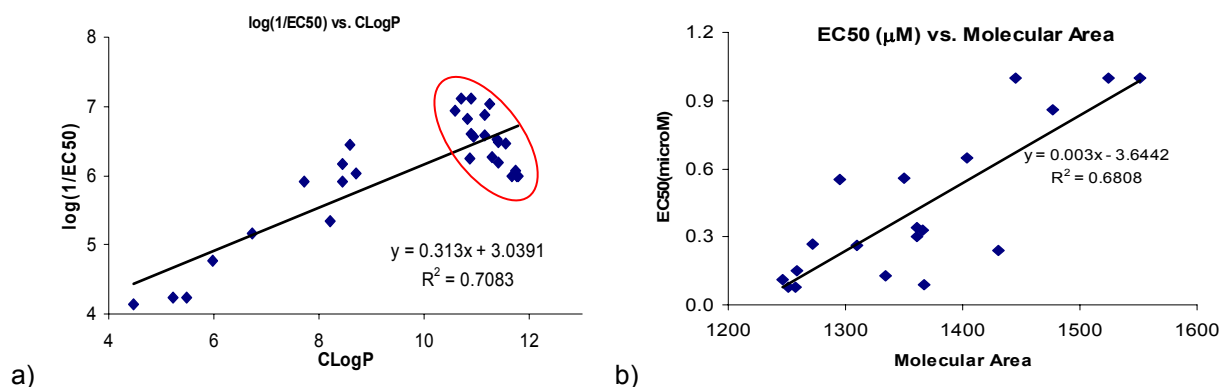 log(1/EC50) vs. CLogP
8
7
6
5
4
log(1/EC50)
4 6 8 10 12
CLogP
y = 0.313x + 3.0391
R² = 0.7083
a)
EC50 (μM) vs. Molecular Area
1.2
0.9
0.6
0.3
0.0
EC50(microM)
1200 1300 1400 1500 1600
Molecular Area
y = 0.003x - 3.6442
R² = 0.6808
b)